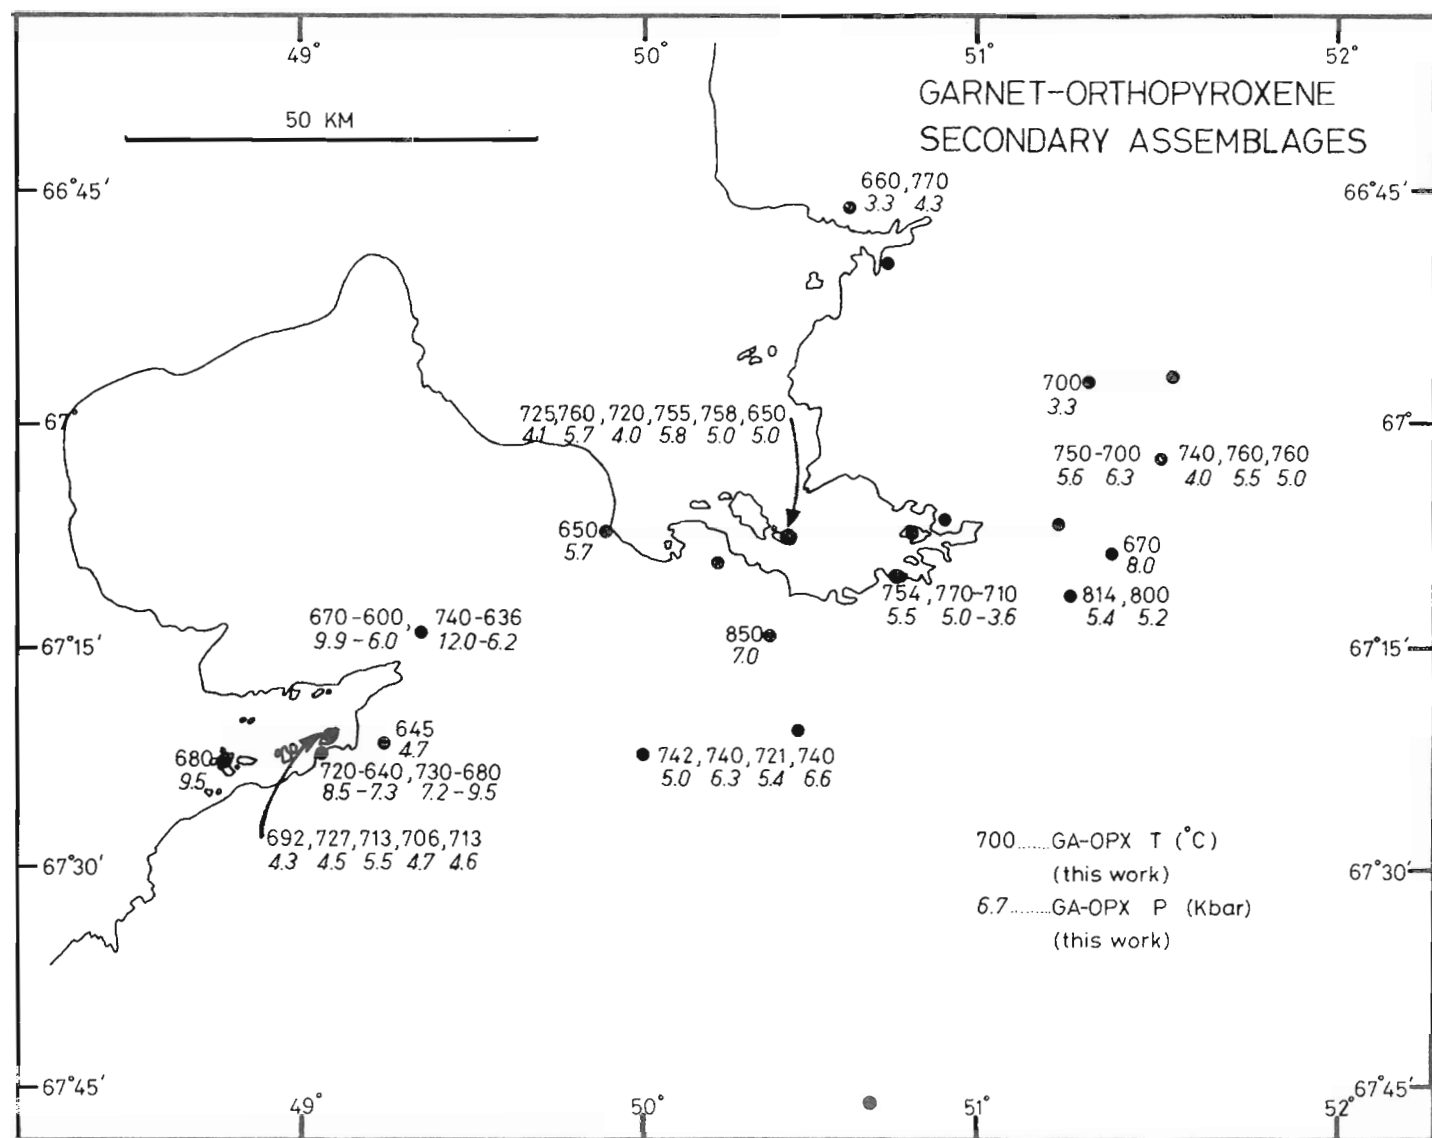 49° 50° 51° 52°
GARNET-ORTHOPYROXENE
SECONDARY ASSEMBLAGES
50 KM
66°45′ 66°45′
660,770
3.3 4.3
700
3.3
67° 67°
725,760,720,755,758,650
4.1 5.7 4.0 5.8 5.0 5.0
750-700 740,760,760
5.6 6.3 4.0 5.5 5.0
650
5.7
670
8.0
754,770-710
5.5 5.0-3.6
814,800
5.4 5.2
670-600, 740-636
9.9-6.0 12.0-6.2
850
7.0
67°15′ 67°15′
645
4.7
680
9.5
742,740,721,740
5.0 6.3 5.4 6.6
720-640,730-680
8.5-7.3 7.2-9.5
692,727,713,706,713
4.3 4.5 5.5 4.7 4.6
700.......GA-OPX T (°C)
(this work)
67°30′ 67°30′
6.7.........GA-OPX P (Kbar)
(this work)
67°45′ 67°45′
49° 50° 51° 52°